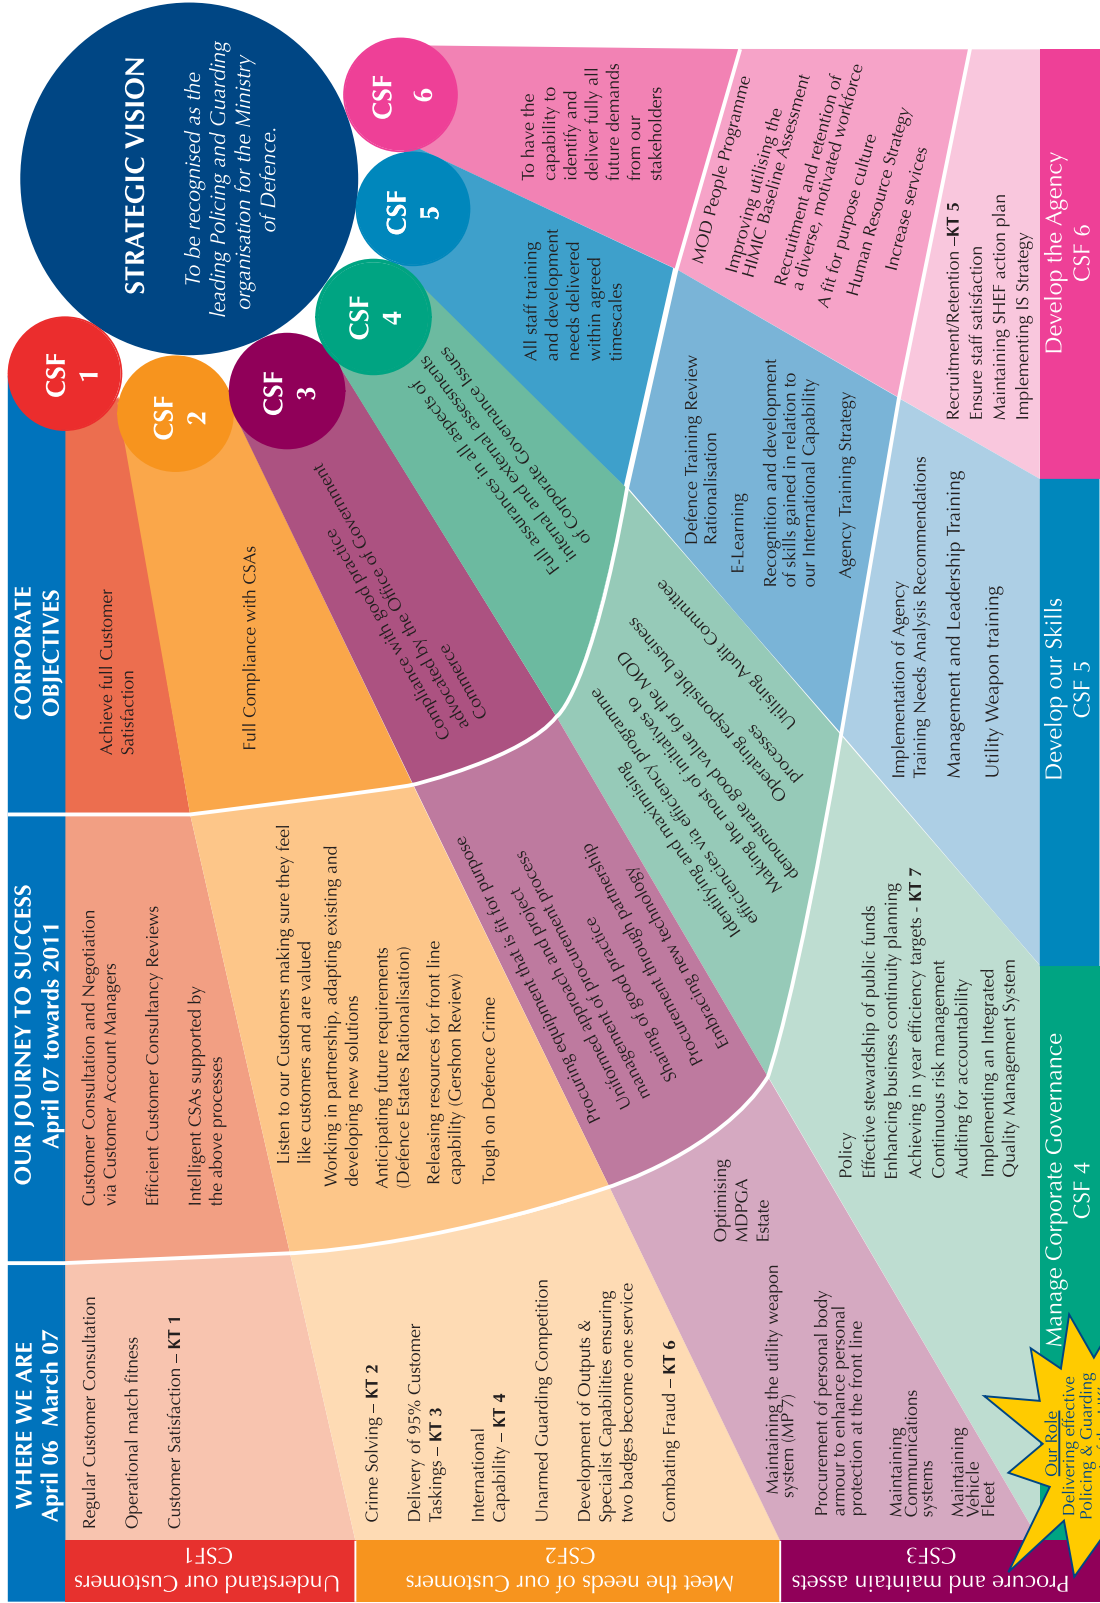 WHERE WE ARE
April 06   March 07
OUR JOURNEY TO SUCCESS
April 07 towards 2011
CORPORATE
OBJECTIVES
STRATEGIC VISION
To be recognised as the
leading Policing and Guarding
organisation for the Ministry
of Defence.
CSF
1
CSF
2
CSF
3
CSF
4
CSF
5
CSF
6
Understand our Customers
CSF1
Regular Customer Consultation
Operational match fitness
Customer Satisfaction – KT 1
Customer Consultation and Negotiation
via Customer Account Managers
Efficient Customer Consultancy Reviews
Intelligent CSAs supported by
the above processes
Achieve full Customer
Satisfaction
Meet the needs of our Customers
CSF2
Crime Solving – KT 2
Delivery of 95% Customer
Taskings – KT 3
International
Capability – KT 4
Unarmed Guarding Competition
Development of Outputs &
Specialist Capabilities ensuring
two badges become one service
Combating Fraud – KT 6
Listen to our Customers making sure they feel
like customers and are valued
Working in partnership, adapting existing and
developing new solutions
Anticipating future requirements
(Defence Estates Rationalisation)
Releasing resources for front line
capability (Gershon Review)
Tough on Defence Crime
Full Compliance with CSAs
Procure and maintain assets
CSF3
Maintaining the utility weapon
system (MP 7)
Procurement of personal body
armour to enhance personal
protection at the front line
Maintaining
Communications
systems
Maintaining
Vehicle
Fleet
Optimising
MDPGA
Estate
Procuring equipment that is fit for purpose
Uniformed approach and project
management of procurement process
Sharing of good practice
Procurement through partnership
Embracing new technology
Compliance with good practice
advocated by the Office of Government
Commerce
Manage Corporate Governance
CSF 4
Policy
Effective stewardship of public funds
Enhancing business continuity planning
Achieving in year efficiency targets - KT 7
Continuous risk management
Auditing for accountability
Implementing an Integrated
Quality Management System
Identifying and maximising
efficiencies via efficiency programme
Making the most of initiatives to
demonstrate good value for the MOD
Operating responsible business
processes
Utilising Audit Committee
Full assurances in all aspects of
internal and external assessments
of Corporate Governance Issues
Develop our Skills
CSF 5
Implementation of Agency
Training Needs Analysis Recommendations
Management and Leadership Training
Utility Weapon training
Defence Training Review
Rationalisation
E-Learning
Recognition and development
of skills gained in relation to
our International Capability
Agency Training Strategy
All staff training
and development
needs delivered
within agreed
timescales
Develop the Agency
CSF 6
Recruitment/Retention –KT 5
Ensure staff satisfaction
Maintaining SHEF action plan
Implementing IS Strategy
MOD People Programme
Improving utilising the
HIMIC Baseline Assessment
Recruitment and retention of
a diverse, motivated workforce
A fit for purpose culture
Human Resource Strategy
Increase services
To have the
capability to
identify and
deliver fully all
future demands
from our
stakeholders
Our Role
Delivering effective
Policing & Guarding